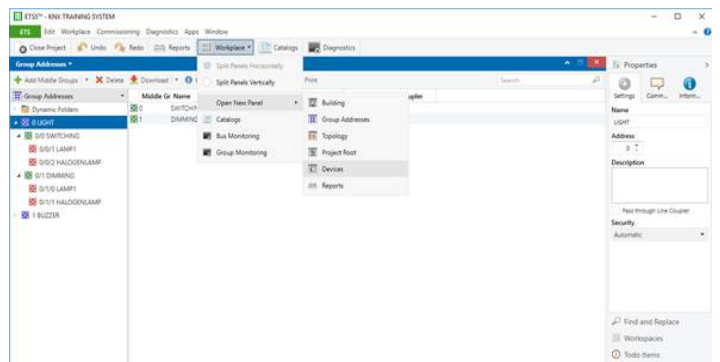 ETS5™ - KNX TRAINING SYSTEM
ETS Edit Workplace Commissioning Diagnostics Apps Window
Close Project Undo Redo Reports Workplace Catalogs Diagnostics
Group Addresses
Add Middle Groups Delete Download Print Search
Split Panels Horizontally
Split Panels Vertically
Open New Panel
Catalogs
Bus Monitoring
Group Monitoring
Building
Group Addresses
Topology
Project Root
Devices
Reports
Group Addresses
Dynamic Folders
0 LIGHT
0/0 SWITCHING
0/0/1 LAMP1
0/0/2 HALOGENLAMP
0/1 DIMMING
0/1/0 LAMP1
0/1/1 HALOGENLAMP
1 BUZZER
Middle Gr Name
0
1 DIMMING
Properties
Settings Comm... Inform...
Name
LIGHT
Address
Description
Pass through Line Coupler
Security
Automatic
Find and Replace
Workspaces
Todo Items